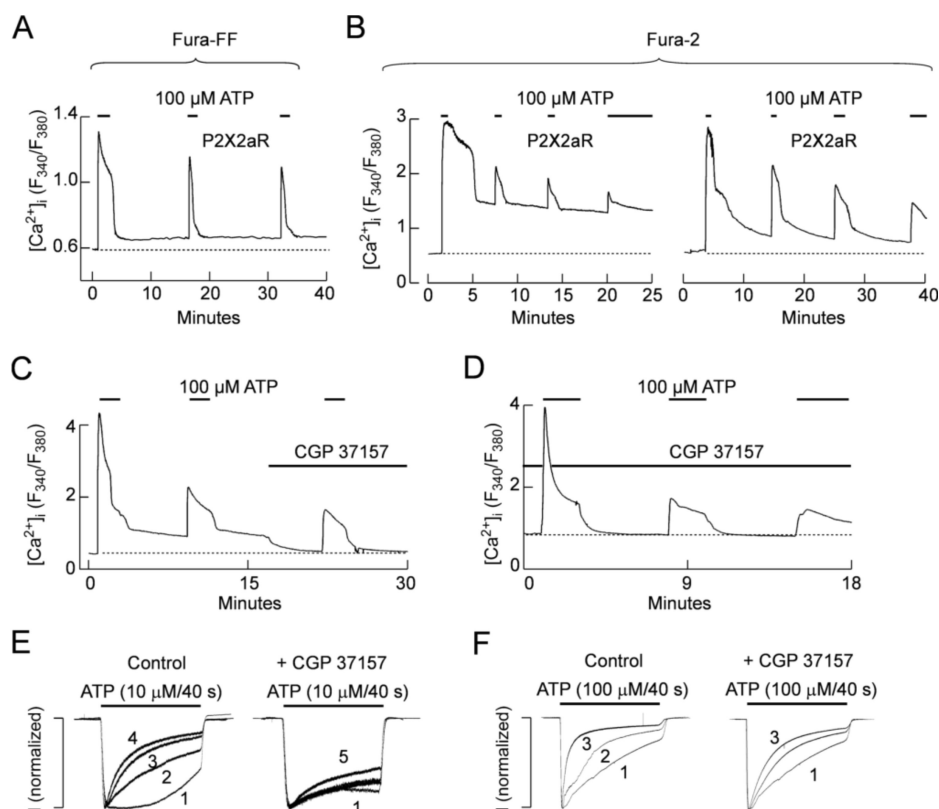 A
Fura-FF
100 µM ATP
P2X2aR
[Ca2+]i (F340/F380)
1.4
1.0
0.6
0 10 20 30 40
Minutes
B
Fura-2
100 µM ATP
P2X2aR
[Ca2+]i (F340/F380)
3
2
1
0
0 5 10 15 20 25
Minutes
100 µM ATP
P2X2aR
0 10 20 30 40
Minutes
C
100 µM ATP
CGP 37157
[Ca2+]i (F340/F380)
4
2
0
0 15 30
Minutes
D
100 µM ATP
CGP 37157
[Ca2+]i (F340/F380)
4
2
0
0 9 18
Minutes
E
Control
ATP (10 µM/40 s)
(normalized)
4
3
2
1
+ CGP 37157
ATP (10 µM/40 s)
5
1
F
Control
ATP (100 µM/40 s)
(normalized)
3
2
1
+ CGP 37157
ATP (100 µM/40 s)
3
1